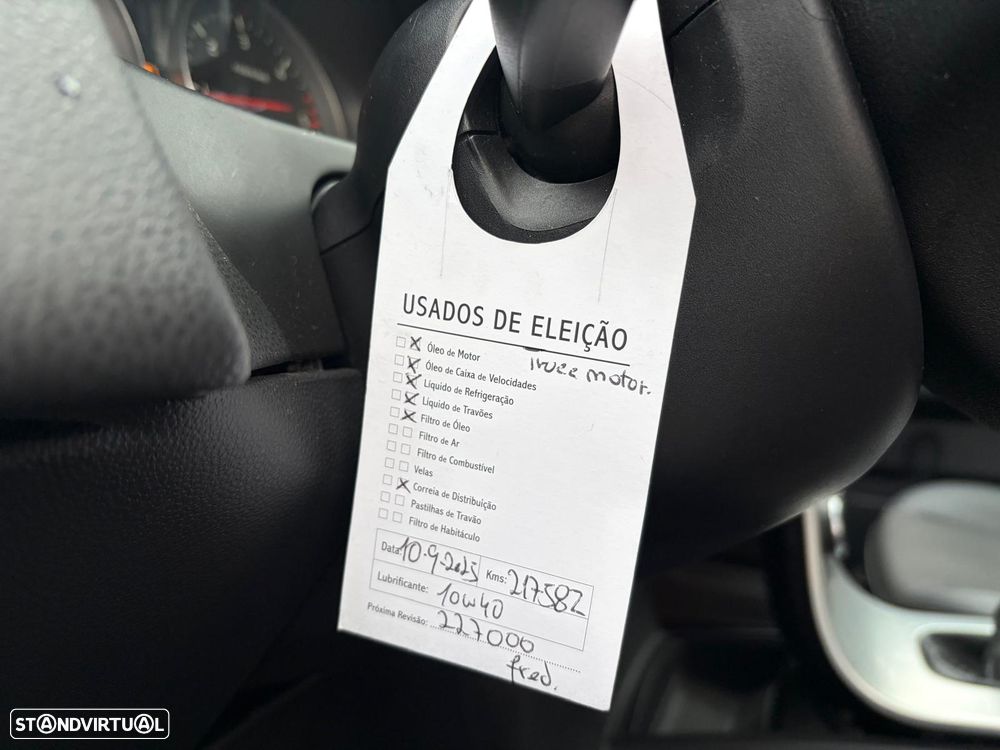 USADOS DE ELEIÇÃO
motor.
☐ ☒ Óleo de Motor
☐ ☒ Óleo de Caixa de Velocidades
☐ ☒ Líquido de Refrigeração
☐ ☒ Líquido de Travões
☐ ☒ Filtro de Óleo
☐ ☐ Filtro de Ar
☐ ☐ Filtro de Combustível
☐ ☐ Velas
☐ ☒ Correia de Distribuição
☐ ☐ Pastilhas de Travão
☐ ☐ Filtro de Habitáculo
Data: 10-9-2025 Kms: 217582
Lubrificante: 10W40
Próxima Revisão: 227000
fred.
STANDVIRTUAL